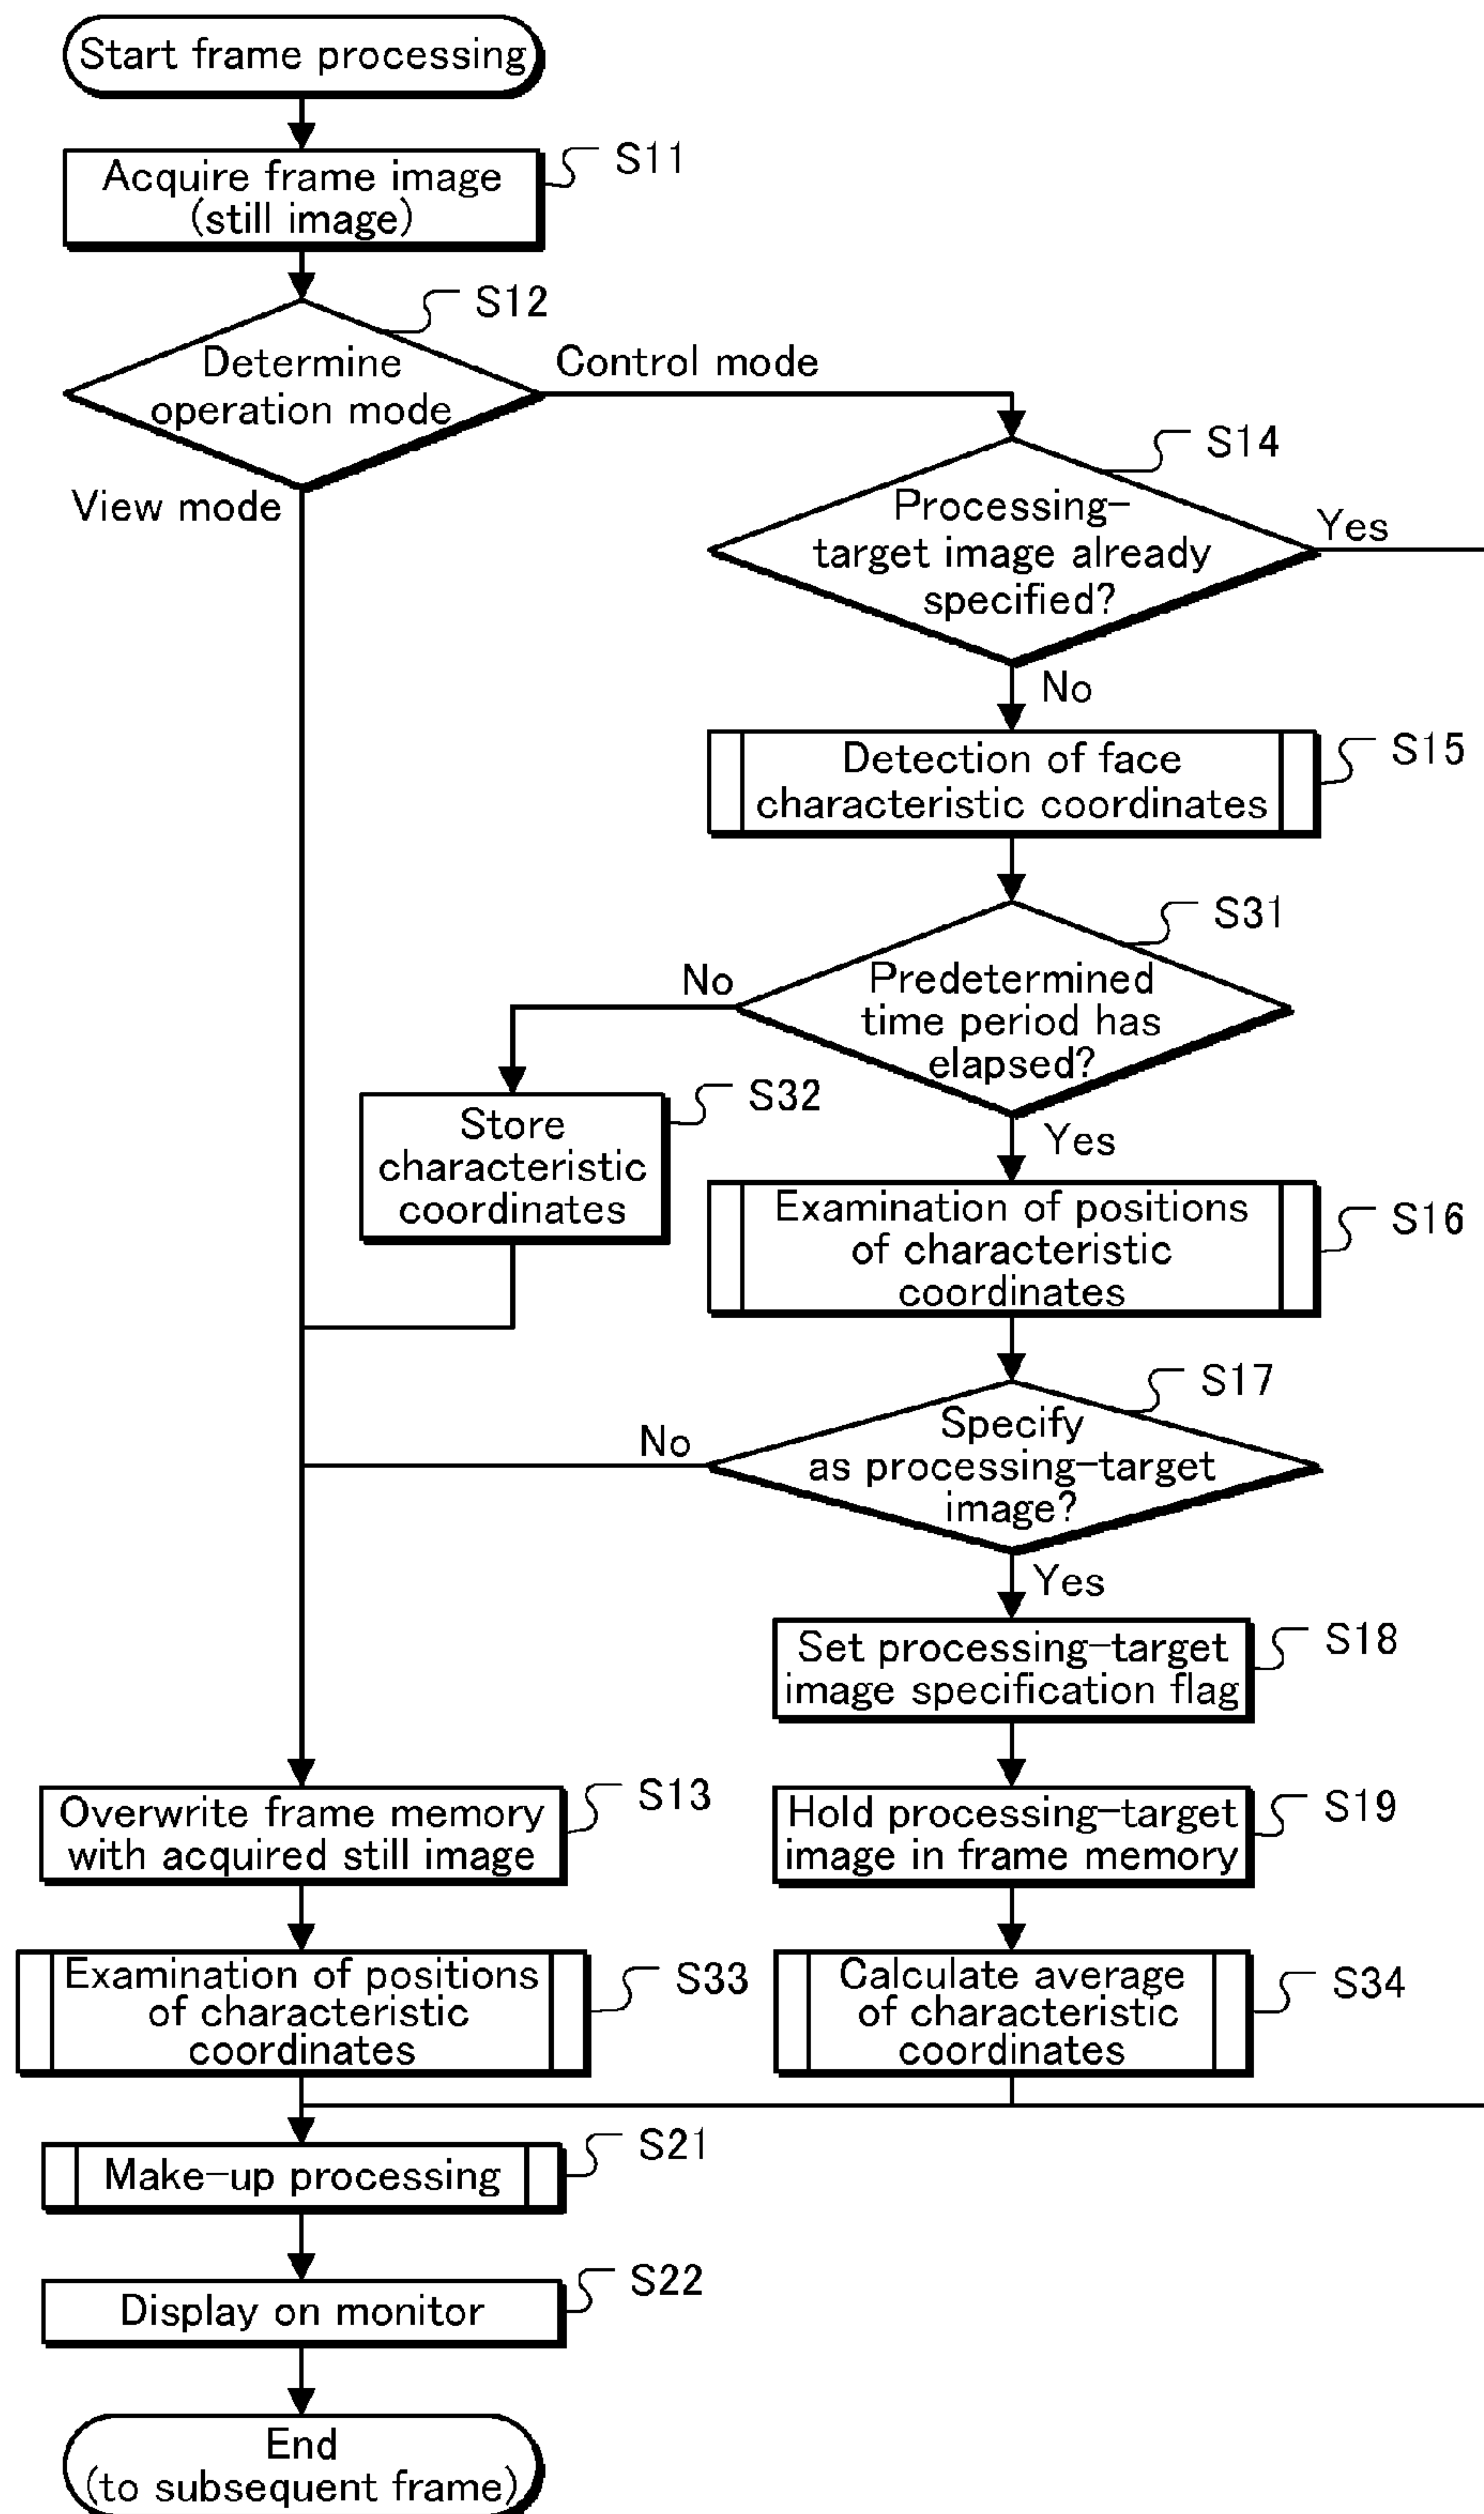 Start frame processing
Acquire frame image
(still image)
S11
S12
Determine
operation mode
Control mode
View mode
S14
Processing-
target image already
specified?
Yes
No
Detection of face
characteristic coordinates
S15
S31
Predetermined
time period has
elapsed?
No
Yes
Store
characteristic
coordinates
S32
Examination of positions
of characteristic
coordinates
S16
S17
Specify
as processing-target
image?
No
Yes
Set processing-target
image specification flag
S18
Overwrite frame memory
with acquired still image
S13
Hold processing-target
image in frame memory
S19
Examination of positions
of characteristic
coordinates
S33
Calculate average
of characteristic
coordinates
S34
Make-up processing
S21
Display on monitor
S22
End
(to subsequent frame)